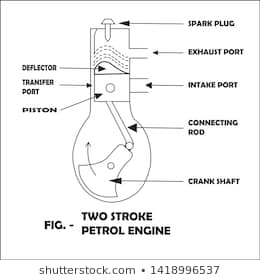 SPARK PLUG
EXHAUST PORT
DEFLECTOR
TRANSFER
PORT
INTAKE PORT
PISTON
CONNECTING
ROD
CRANK SHAFT
FIG. - TWO STROKE
PETROL ENGINE
shutterstock.com · 1418996537